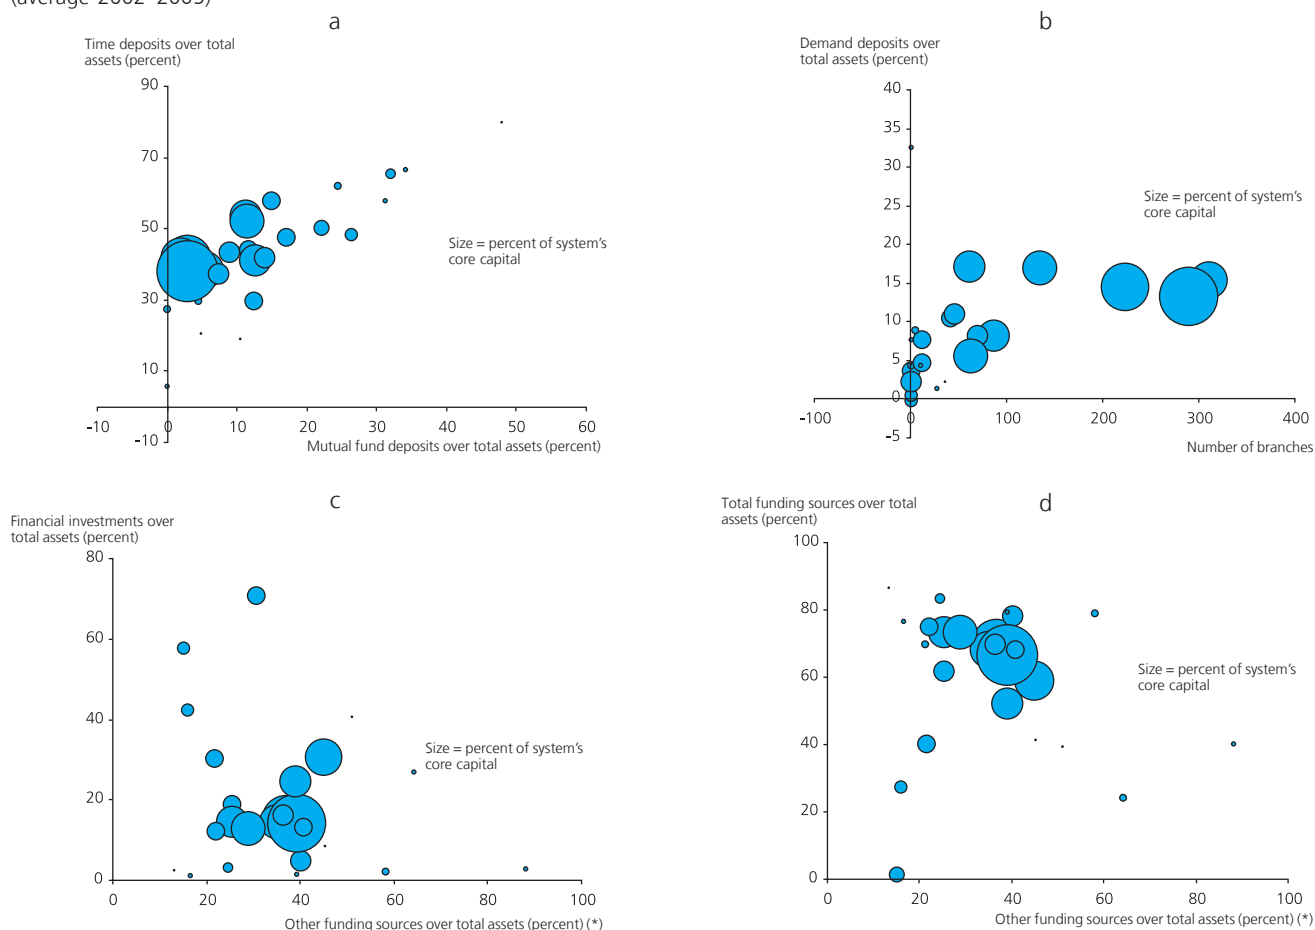 (average 2002–2005)
a
Time deposits over total
assets (percent)
90
70
50
30
10
-10
-10
0
10
20
30
40
50
60
Size = percent of system's
core capital
Mutual fund deposits over total assets (percent)
b
Demand deposits over
total assets (percent)
40
35
30
25
20
15
10
5
0
-5
-100
0
100
200
300
400
Size = percent of system's
core capital
Number of branches
c
Financial investments over
total assets (percent)
80
60
40
20
0
0
20
40
60
80
100
Size = percent of system's
core capital
Other funding sources over total assets (percent) (*)
d
Total funding sources over total
assets (percent)
100
80
60
40
20
0
0
20
40
60
80
100
Size = percent of system's
core capital
Other funding sources over total assets (percent) (*)